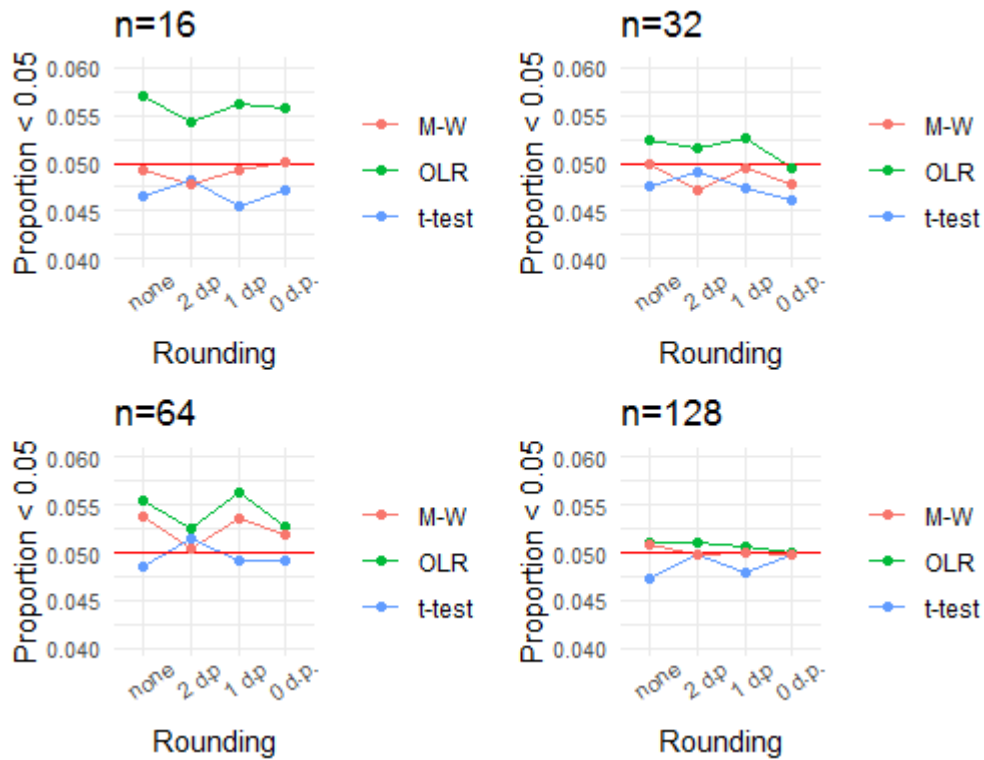 n=16
Proportion < 0.05
0.060
0.055
0.050
0.045
0.040
none
2 d.p
1 d.p
0 d.p.
Rounding
M-W
OLR
t-test
n=32
Proportion < 0.05
0.060
0.055
0.050
0.045
0.040
none
2 d.p
1 d.p
0 d.p.
Rounding
M-W
OLR
t-test
n=64
Proportion < 0.05
0.060
0.055
0.050
0.045
0.040
none
2 d.p
1 d.p
0 d.p.
Rounding
M-W
OLR
t-test
n=128
Proportion < 0.05
0.060
0.055
0.050
0.045
0.040
none
2 d.p
1 d.p
0 d.p.
Rounding
M-W
OLR
t-test